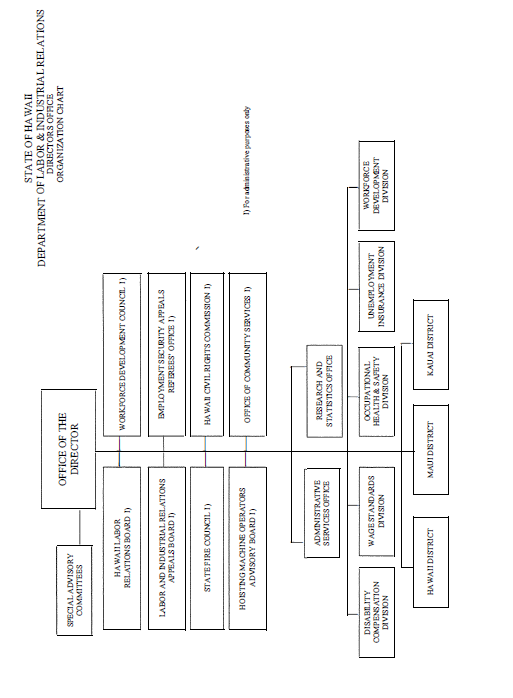 STATE OF HAWAII
DEPARTMENT OF LABOR & INDUSTRIAL RELATIONS
DIRECTORS OFFICE
ORGANIZATION CHART
OFFICE OF THE
DIRECTOR
SPECIAL ADVISORY
COMMITTEES
HAWAII LABOR
RELATIONS BOARD 1)
WORKFORCE DEVELOPMENT COUNCIL 1)
LABOR AND INDUSTRIAL RELATIONS
APPEALS BOARD 1)
EMPLOYMENT SECURITY APPEALS
REFEREES' OFFICE 1)
STATE FIRE COUNCIL 1)
HAWAII CIVIL RIGHTS COMMISSION 1)
HOISTING MACHINE OPERATORS
ADVISORY BOARD 1)
OFFICE OF COMMUNITY SERVICES 1)
1) For administrative purposes only
ADMINISTRATIVE
SERVICES OFFICE
RESEARCH AND
STATISTICS OFFICE
DISABILITY
COMPENSATION
DIVISION
WAGE STANDARDS
DIVISION
OCCUPATIONAL
HEALTH & SAFETY
DIVISION
UNEMPLOYMENT
INSURANCE DIVISION
WORKFORCE
DEVELOPMENT
DIVISION
HAWAII DISTRICT
MAUI DISTRICT
KAUAI DISTRICT